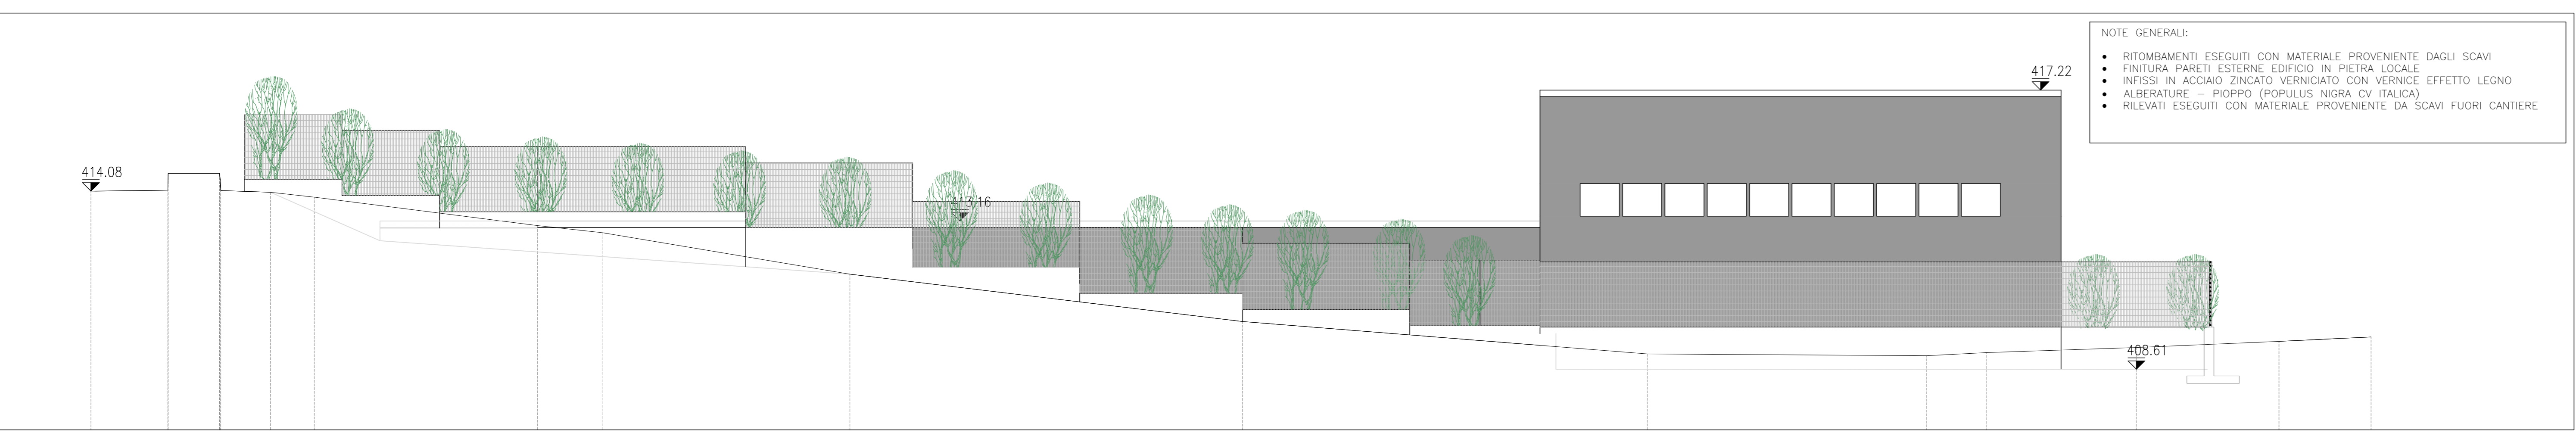 NOTE GENERALI:
• RITOMBAMENTI ESEGUITI CON MATERIALE PROVENIENTE DAGLI SCAVI
• FINITURA PARETI ESTERNE EDIFICIO IN PIETRA LOCALE
• INFISSI IN ACCIAIO ZINCATO VERNICIATO CON VERNICE EFFETTO LEGNO
• ALBERATURE – PIOPPO (POPULUS NIGRA CV ITALICA)
• RILEVATI ESEGUITI CON MATERIALE PROVENIENTE DA SCAVI FUORI CANTIERE
417.22
414.08
413.16
408.61